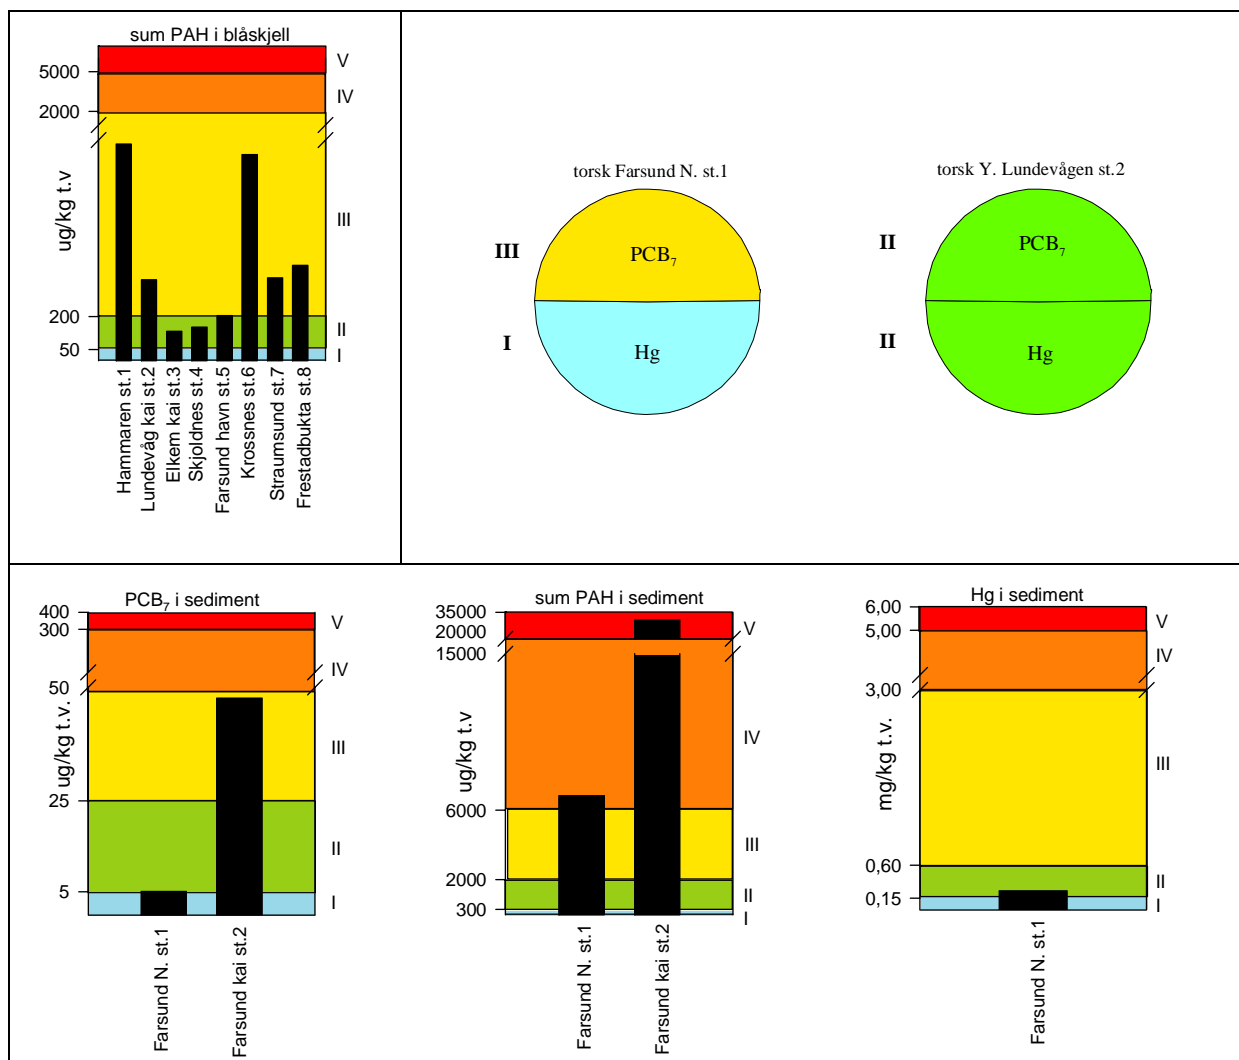 sum PAH i blåskjell
5000
2000
200
50
ug/kg t.v
V
IV
III
II
I
Hammaren st.1
Lundevåg kai st.2
Elkem kai st.3
Skjoldnes st.4
Farsund havn st.5
Krossnes st.6
Straumsund st.7
Frestadbukta st.8
torsk Farsund N. st.1
III
PCB₇
I
Hg
torsk Y. Lundevågen st.2
II
PCB₇
II
Hg
PCB₇ i sediment
400
300
50
25
5
ug/kg t.v.
V
IV
III
II
I
Farsund N. st.1
Farsund kai st.2
sum PAH i sediment
35000
20000
15000
6000
2000
300
ug/kg t.v
V
IV
III
II
I
Farsund N. st.1
Farsund kai st.2
Hg i sediment
6,00
5,00
3,00
0,60
0,15
mg/kg t.v.
V
IV
III
II
I
Farsund N. st.1